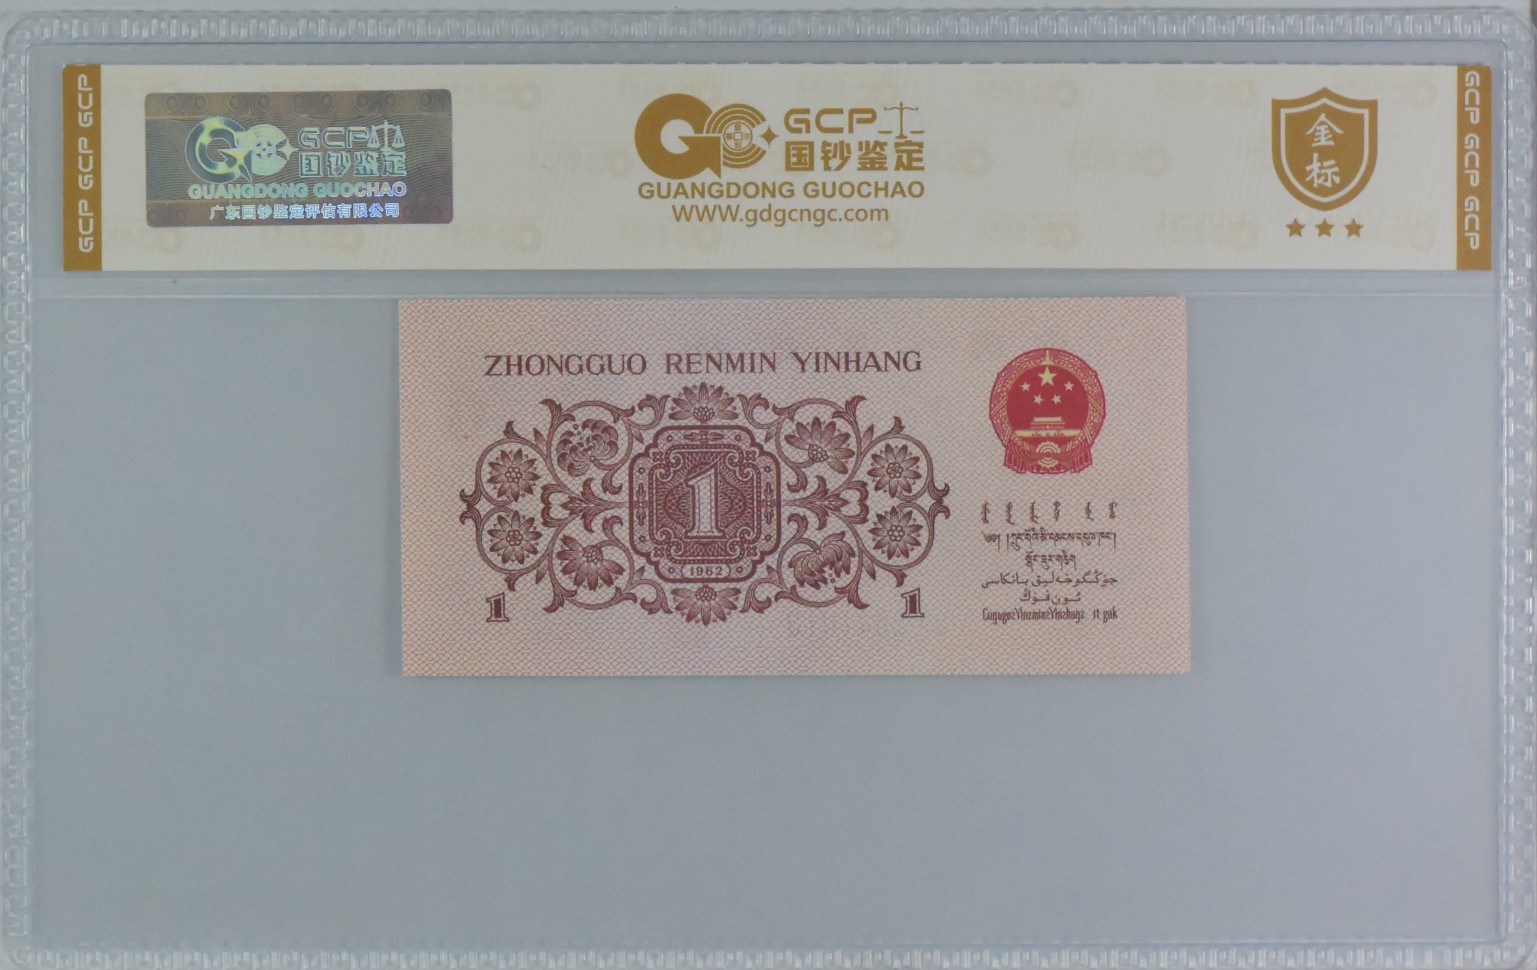 GCP GCP GCP
GCP 国钞鉴定
GUANGDONG GUOCHAO
广东国钞鉴定评估有限公司
GCP
国钞鉴定
GUANGDONG GUOCHAO
WWW.gdgcngc.com
金标
GCP GCP GCP
ZHONGGUO RENMIN YINHANG
1
(1962)
1
1
جۇڭگوخەلىق بانكاسى